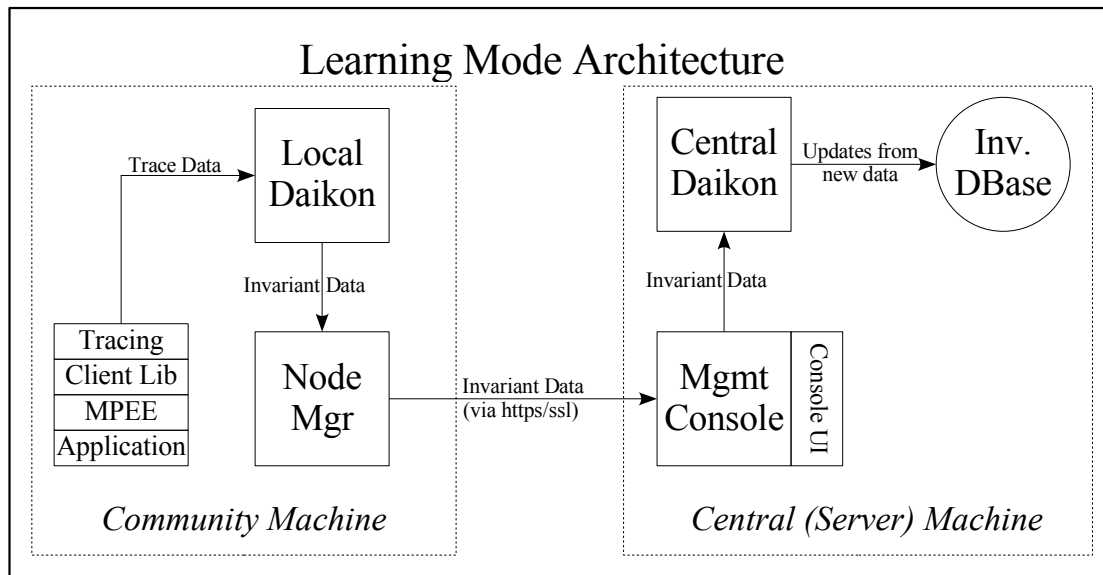 Learning Mode Architecture
Trace Data
Local
Daikon
Invariant Data
Tracing
Client Lib
MPEE
Application
Node
Mgr
Community Machine
Invariant Data
(via https/ssl)
Central
Daikon
Updates from
new data
Inv.
DBase
Invariant Data
Mgmt
Console
Console UI
Central (Server) Machine